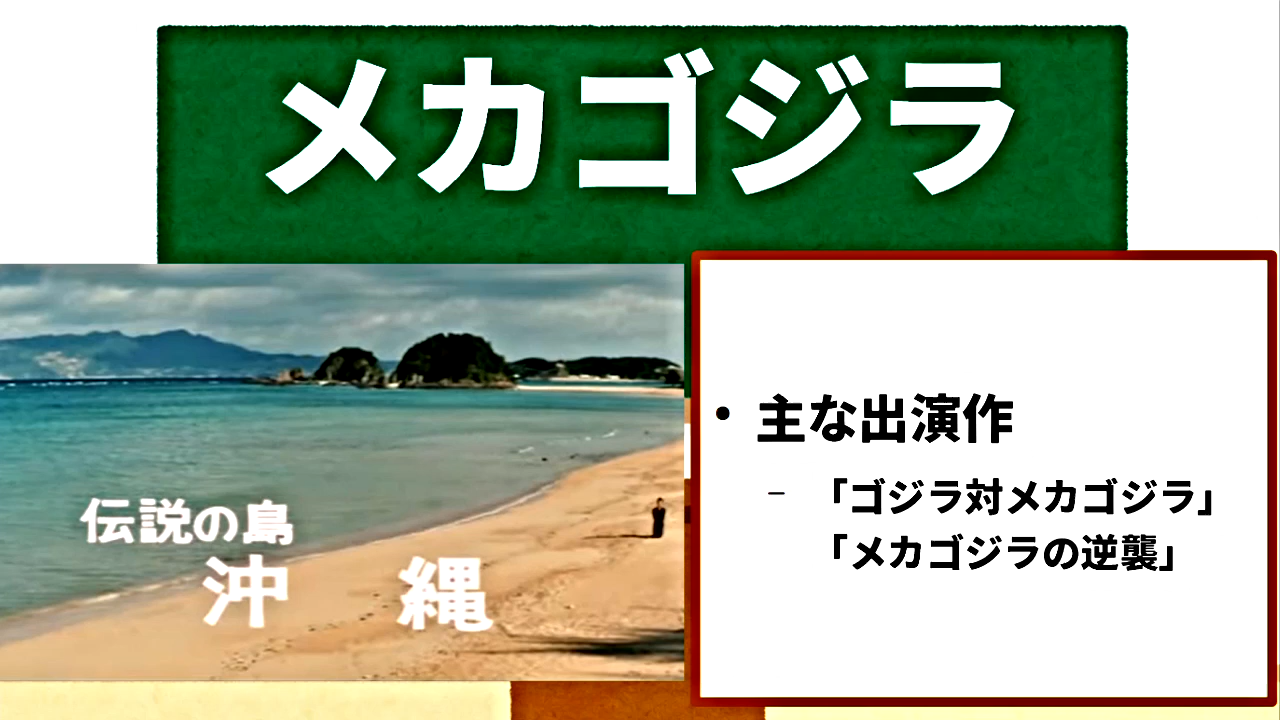 メカゴジラ
伝説の島
沖 縄
• 主な出演作
– 「ゴジラ対メカゴジラ」
「メカゴジラの逆襲」